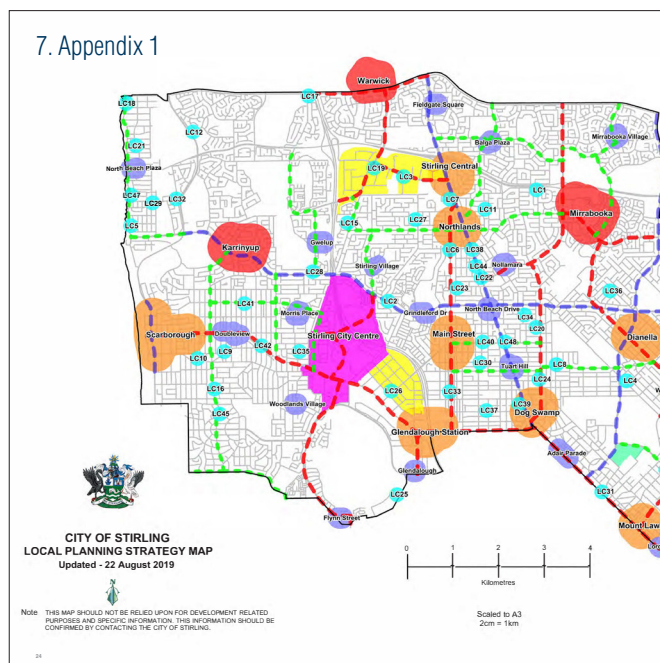 7. Appendix 1
Warwick
LC17
LC18
Fieldgate Square
LC12
Mirrabooka Village
LC21
Balga Plaza
North Beach Plaza
LC19
Stirling Central
LC3
LC1
LC47
LC29
LC32
LC7
LC11
Mirrabooka
LC5
LC15
LC27
Northlands
Karrinyup
Gwelup
LC6
LC38
Stirling Village
LC44
Nollamara
LC28
LC22
LC23
LC36
LC41
LC2
Morris Place
Grindleford Dr
North Beach Drive
LC34
Scarborough
Doubleview
Stirling City Centre
Main Street
LC20
Dianella
LC42
LC35
LC40
LC48
LC10
LC9
LC30
Tuart Hill
LC8
LC24
LC4
LC16
LC26
LC33
Woodlands Village
LC39
LC37
LC45
Dog Swamp
Glendalough Station
Adair Parade
Glendalough
LC25
LC31
Flynn Street
Mount Law
Lord
CITY OF STIRLING
LOCAL PLANNING STRATEGY MAP
Updated - 22 August 2019
N
0 1 2 3 4
Kilometres
Scaled to A3
2cm = 1km
Note THIS MAP SHOULD NOT BE RELIED UPON FOR DEVELOPMENT RELATED
PURPOSES AND SPECIFIC INFORMATION. THIS INFORMATION SHOULD BE
CONFIRMED BY CONTACTING THE CITY OF STIRLING.
24